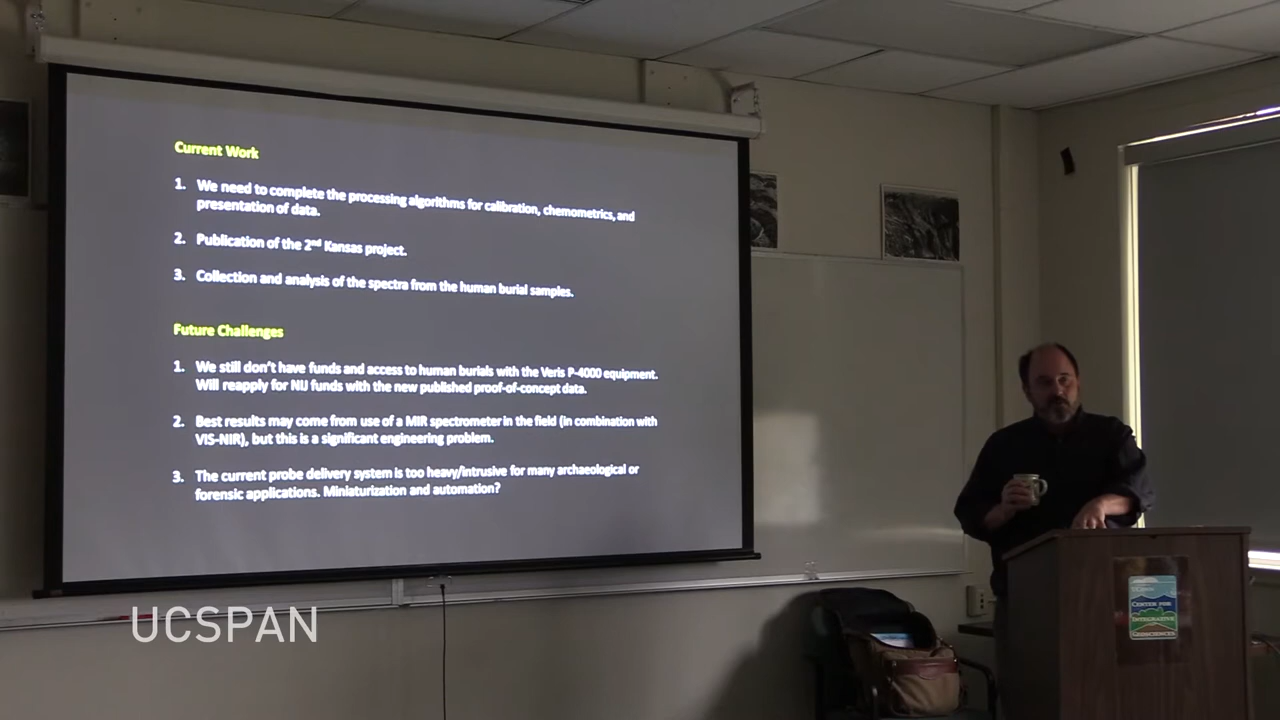 Current Work
1. We need to complete the processing algorithms for calibration, chemometrics, and
presentation of data.
2. Publication of the 2nd Kansas project.
3. Collection and analysis of the spectra from the human burial samples.
Future Challenges
1. We still don't have funds and access to human burials with the Veris P-4000 equipment.
Will reapply for NIJ funds with the new published proof-of-concept data.
2. Best results may come from use of a MIR spectrometer in the field (in combination with
VIS-NIR), but this is a significant engineering problem.
3. The current probe delivery system is too heavy/intrusive for many archaeological or
forensic applications. Miniaturization and automation?
UCSPAN
CENTER FOR
INTEGRATIVE
GEOSCIENCES